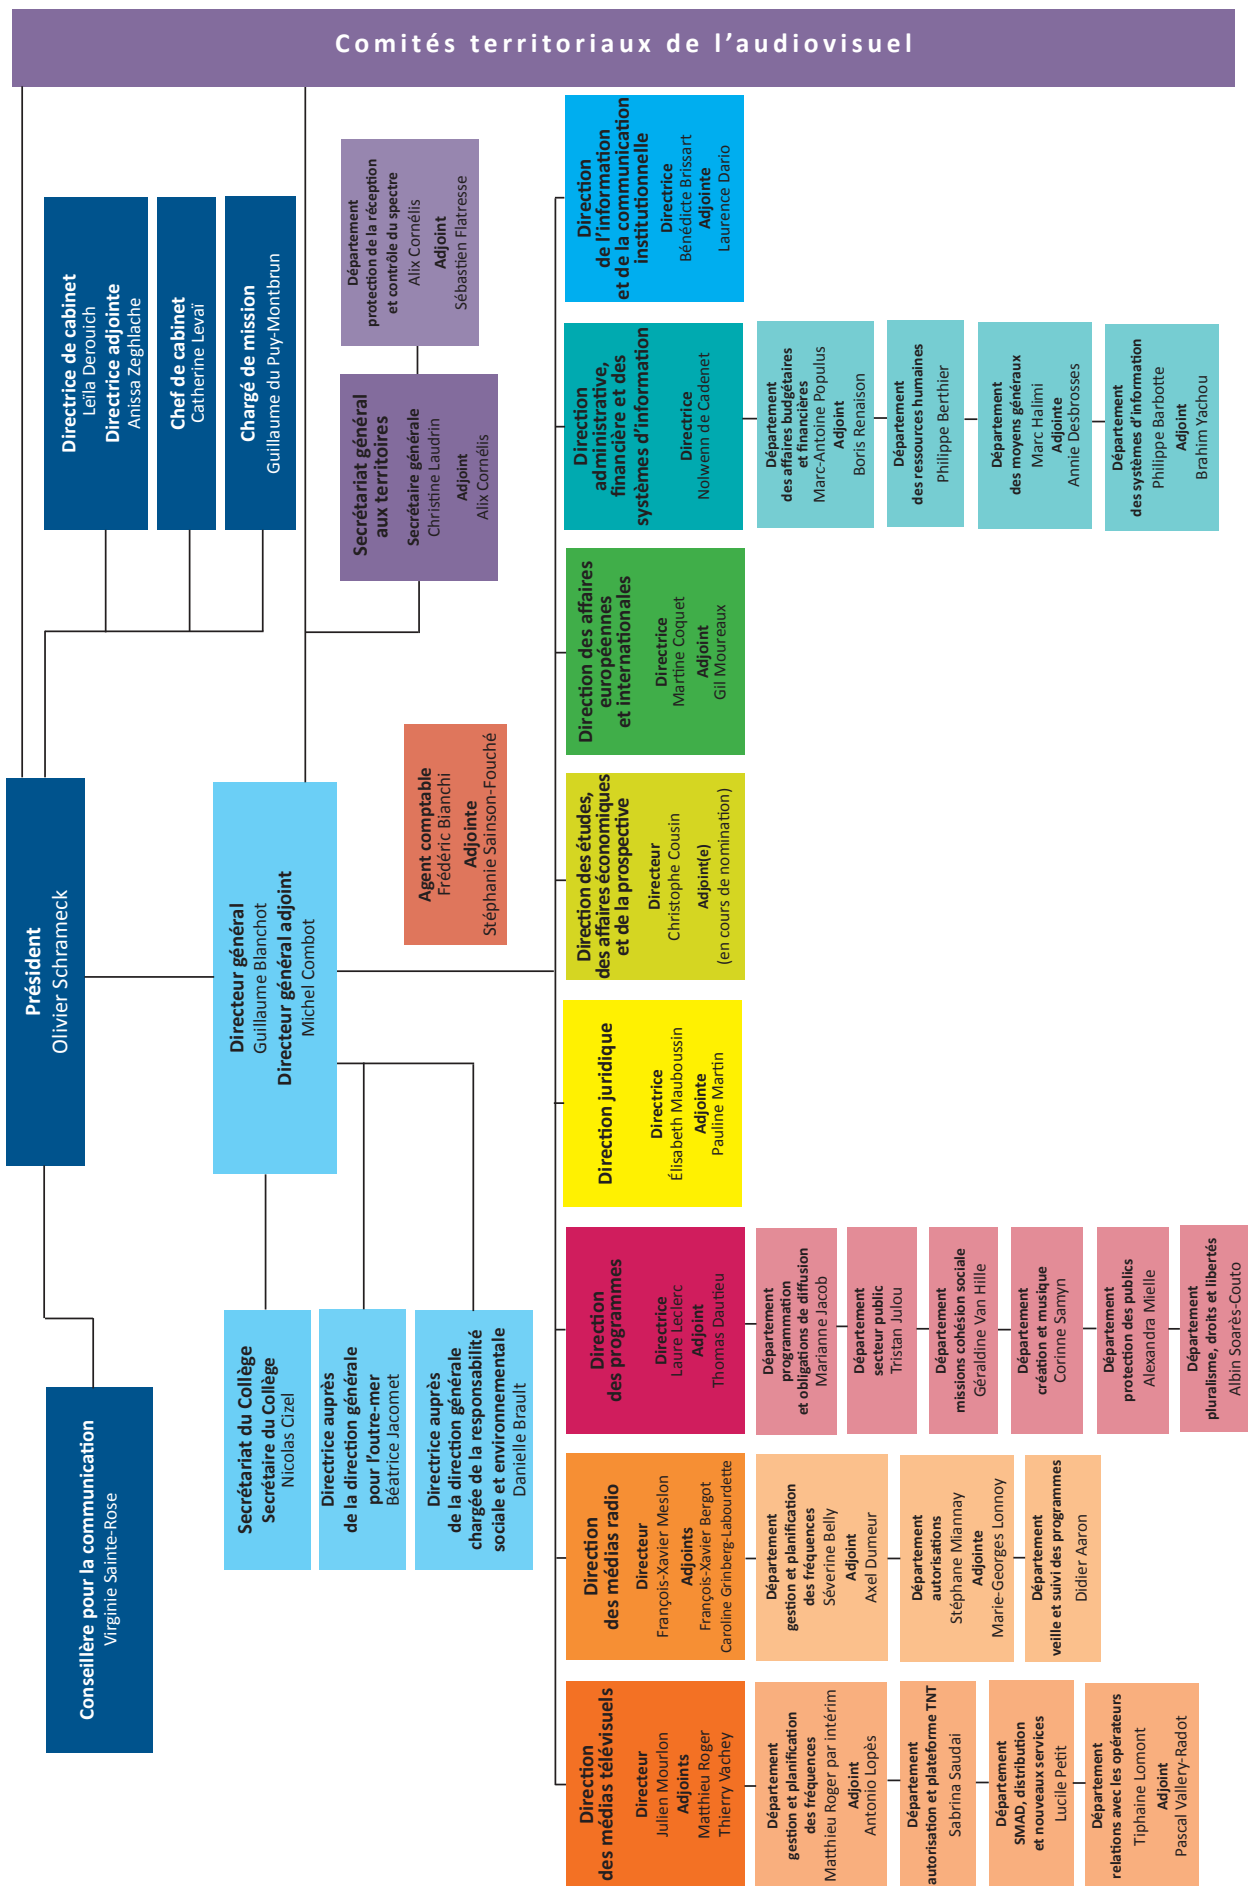 Comités territoriaux de l'audiovisuel
Président
Olivier Schrameck
Conseillère pour la communication
Virginie Sainte-Rose
Directrice de cabinet
Leïla Derouich
Directrice adjointe
Anissa Zeghlache
Chef de cabinet
Catherine Levaï
Chargé de mission
Guillaume du Puy-Montbrun
Directeur général
Guillaume Blanchot
Directeur général adjoint
Michel Combot
Secrétariat du Collège
Secrétaire du Collège
Nicolas Cizel
Directrice auprès
de la direction générale
pour l'outre-mer
Béatrice Jacomet
Directrice auprès
de la direction générale
chargée de la responsabilité
sociale et environnementale
Danielle Brault
Agent comptable
Frédéric Bianchi
Adjointe
Stéphanie Sainson-Fouché
Secrétariat général
aux territoires
Secrétaire générale
Christine Laudrin
Adjoint
Alix Cornélis
Département
protection de la réception
et contrôle du spectre
Alix Cornélis
Adjoint
Sébastien Flatresse
Direction
des médias télévisuels
Directeur
Julien Mourlon
Adjoints
Matthieu Roger
Thierry Vachey
Département
gestion et planification
des fréquences
Matthieu Roger par intérim
Adjoint
Antonio Lopès
Département
autorisation et plateforme TNT
Sabrina Saudai
Département
SMAD, distribution
et nouveaux services
Lucile Petit
Département
relations avec les opérateurs
Tiphaine Lomont
Adjoint
Pascal Vallery-Radot
Direction
des médias radio
Directeur
François-Xavier Meslon
Adjoints
François-Xavier Bergot
Caroline Grinberg-Labourdette
Département
gestion et planification
des fréquences
Séverine Belly
Adjoint
Axel Dumeur
Département
autorisations
Stéphane Miannay
Adjointe
Marie-Georges Lonnoy
Département
veille et suivi des programmes
Didier Aaron
Direction
des programmes
Directrice
Laure Leclerc
Adjoint
Thomas Dautieu
Département
programmation
et obligations de diffusion
Marianne Jacob
Département
secteur public
Tristan Julou
Département
missions cohésion sociale
Géraldine Van Hille
Département
création et musique
Corinne Samyn
Département
protection des publics
Alexandra Mielle
Département
pluralisme, droits et libertés
Albin Soarès-Couto
Direction juridique
Directrice
Élisabeth Mauboussin
Adjointe
Pauline Martin
Direction des études,
des affaires économiques
et de la prospective
Directeur
Christophe Cousin
Adjoint(e)
(en cours de nomination)
Direction des affaires
européennes
et internationales
Directrice
Martine Coquet
Adjoint
Gil Moureaux
Direction
administrative,
financière et des
systèmes d'information
Directrice
Nolwenn de Cadenet
Département
des affaires budgétaires
et financières
Marc-Antoine Populus
Adjoint
Boris Renaison
Département
des ressources humaines
Philippe Berthier
Département
des moyens généraux
Marc Halimi
Adjointe
Annie Desbrosses
Département
des systèmes d'information
Philippe Barbotte
Adjoint
Brahim Yachou
Direction
de l'information
et de la communication
institutionnelle
Directrice
Bénédicte Brissart
Adjointe
Laurence Dario